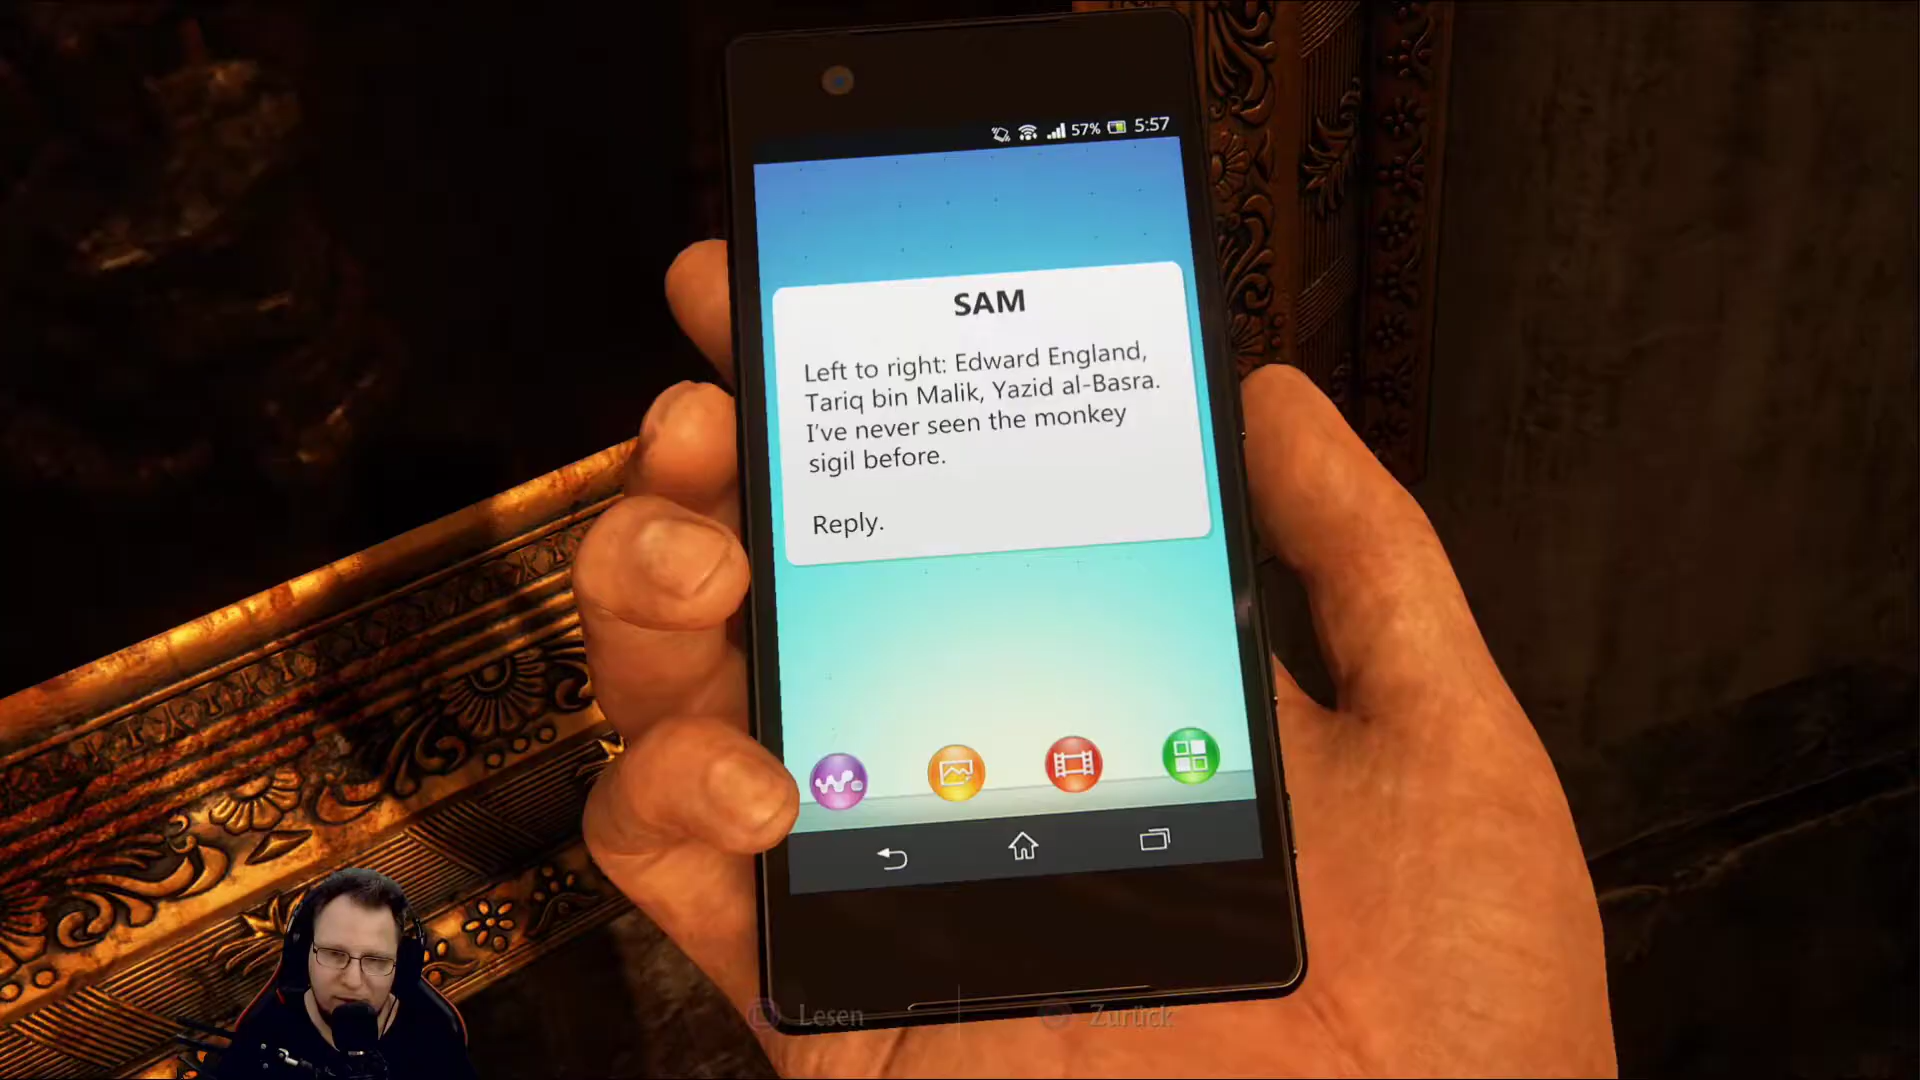 57% 5:57
SAM
Left to right: Edward England,
Tariq bin Malik, Yazid al-Basra.
I've never seen the monkey
sigil before.
Reply.
Lesen Zurück